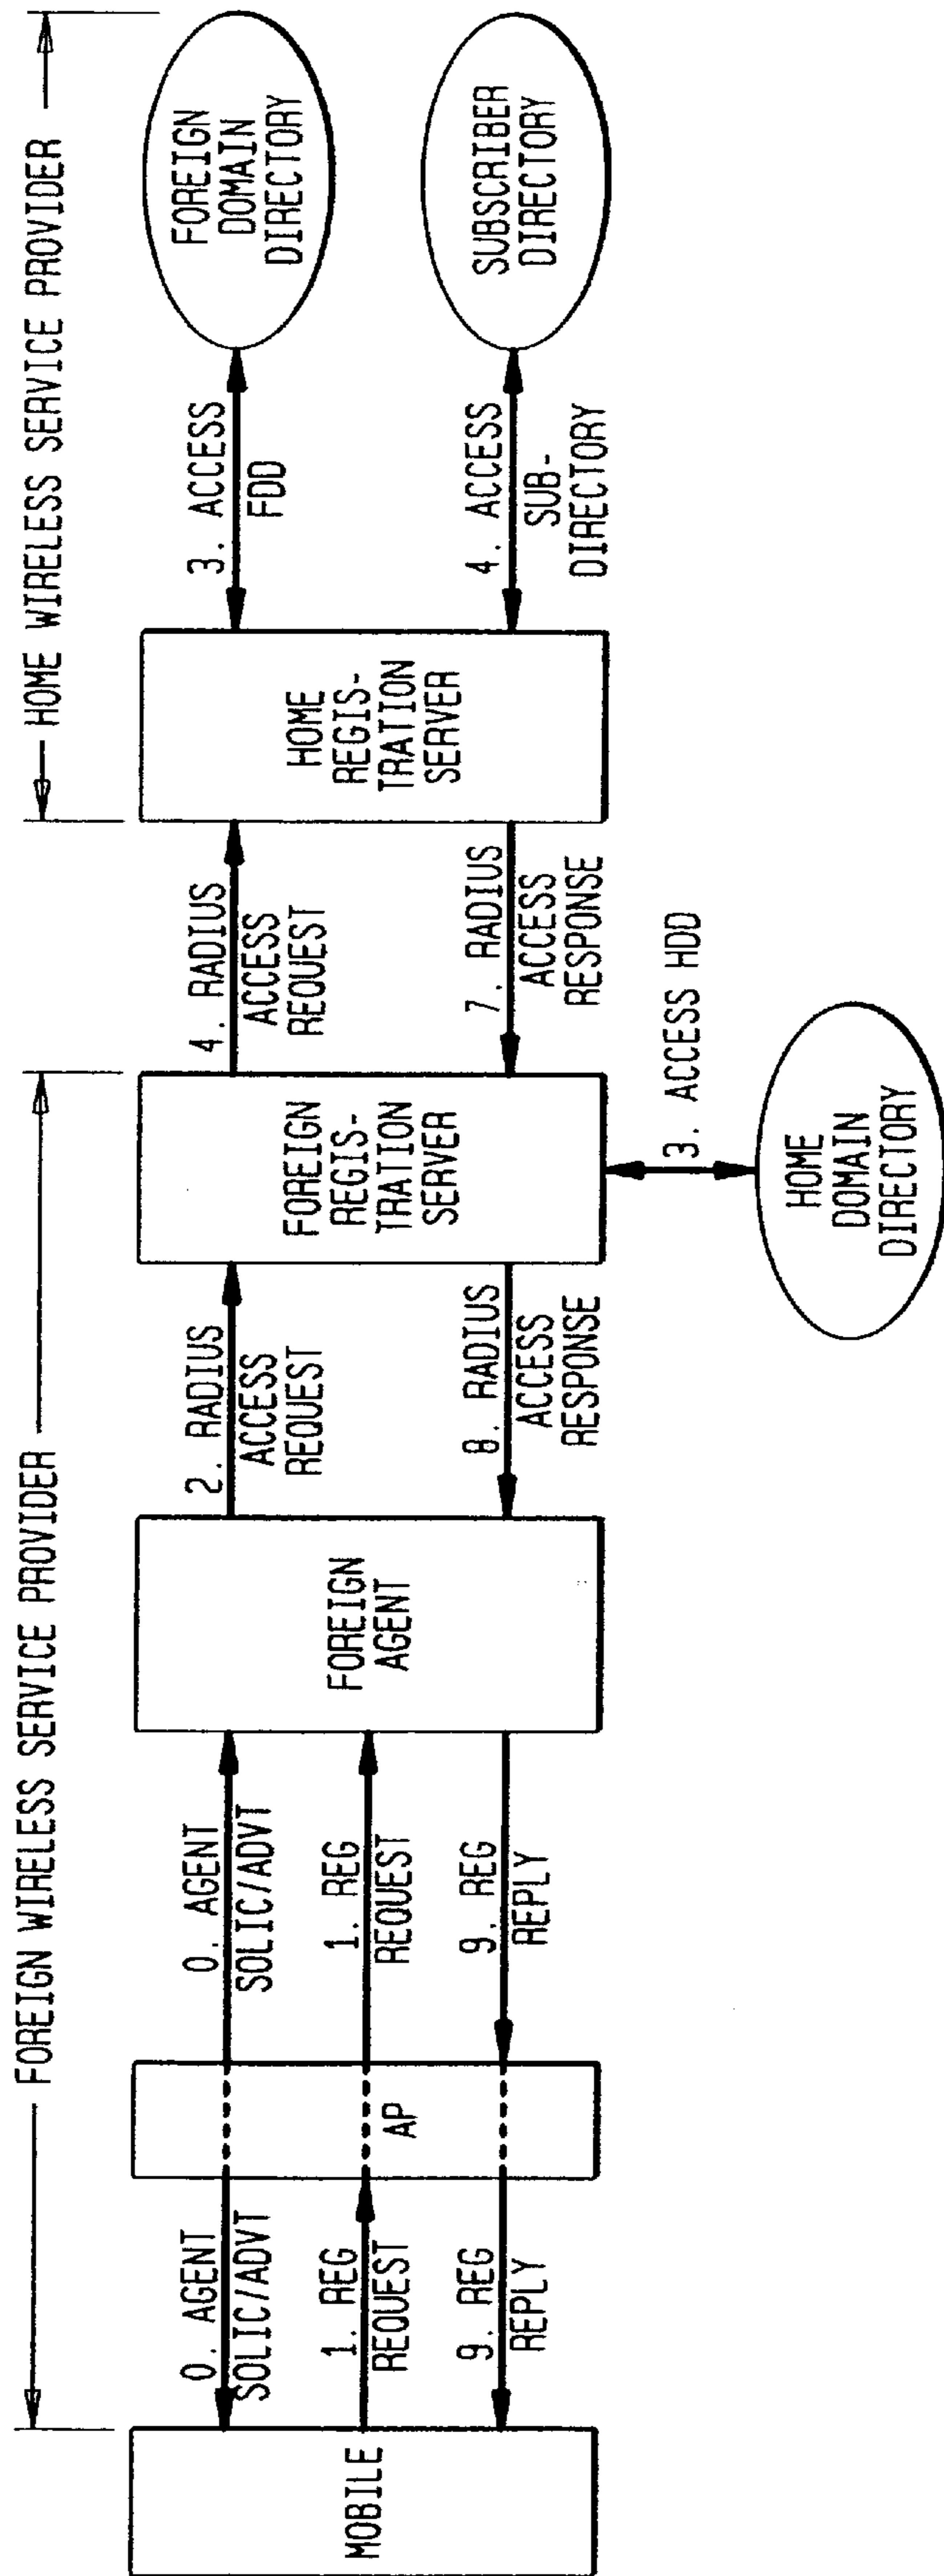 FOREIGN WIRELESS SERVICE PROVIDER
HOME WIRELESS SERVICE PROVIDER
MOBILE
0. AGENT
SOLIC/ADVT
1. REG
REQUEST
9. REG
REPLY
AP
0. AGENT
SOLIC/ADVT
1. REG
REQUEST
9. REG
REPLY
FOREIGN
AGENT
2. RADIUS
ACCESS
REQUEST
8. RADIUS
ACCESS
RESPONSE
FOREIGN
REGIS-
TRATION
SERVER
3. ACCESS HDD
HOME
DOMAIN
DIRECTORY
4. RADIUS
ACCESS
REQUEST
7. RADIUS
ACCESS
RESPONSE
HOME
REGIS-
TRATION
SERVER
3. ACCESS
FDD
4. ACCESS
SUB-
DIRECTORY
FOREIGN
DOMAIN
DIRECTORY
SUBSCRIBER
DIRECTORY